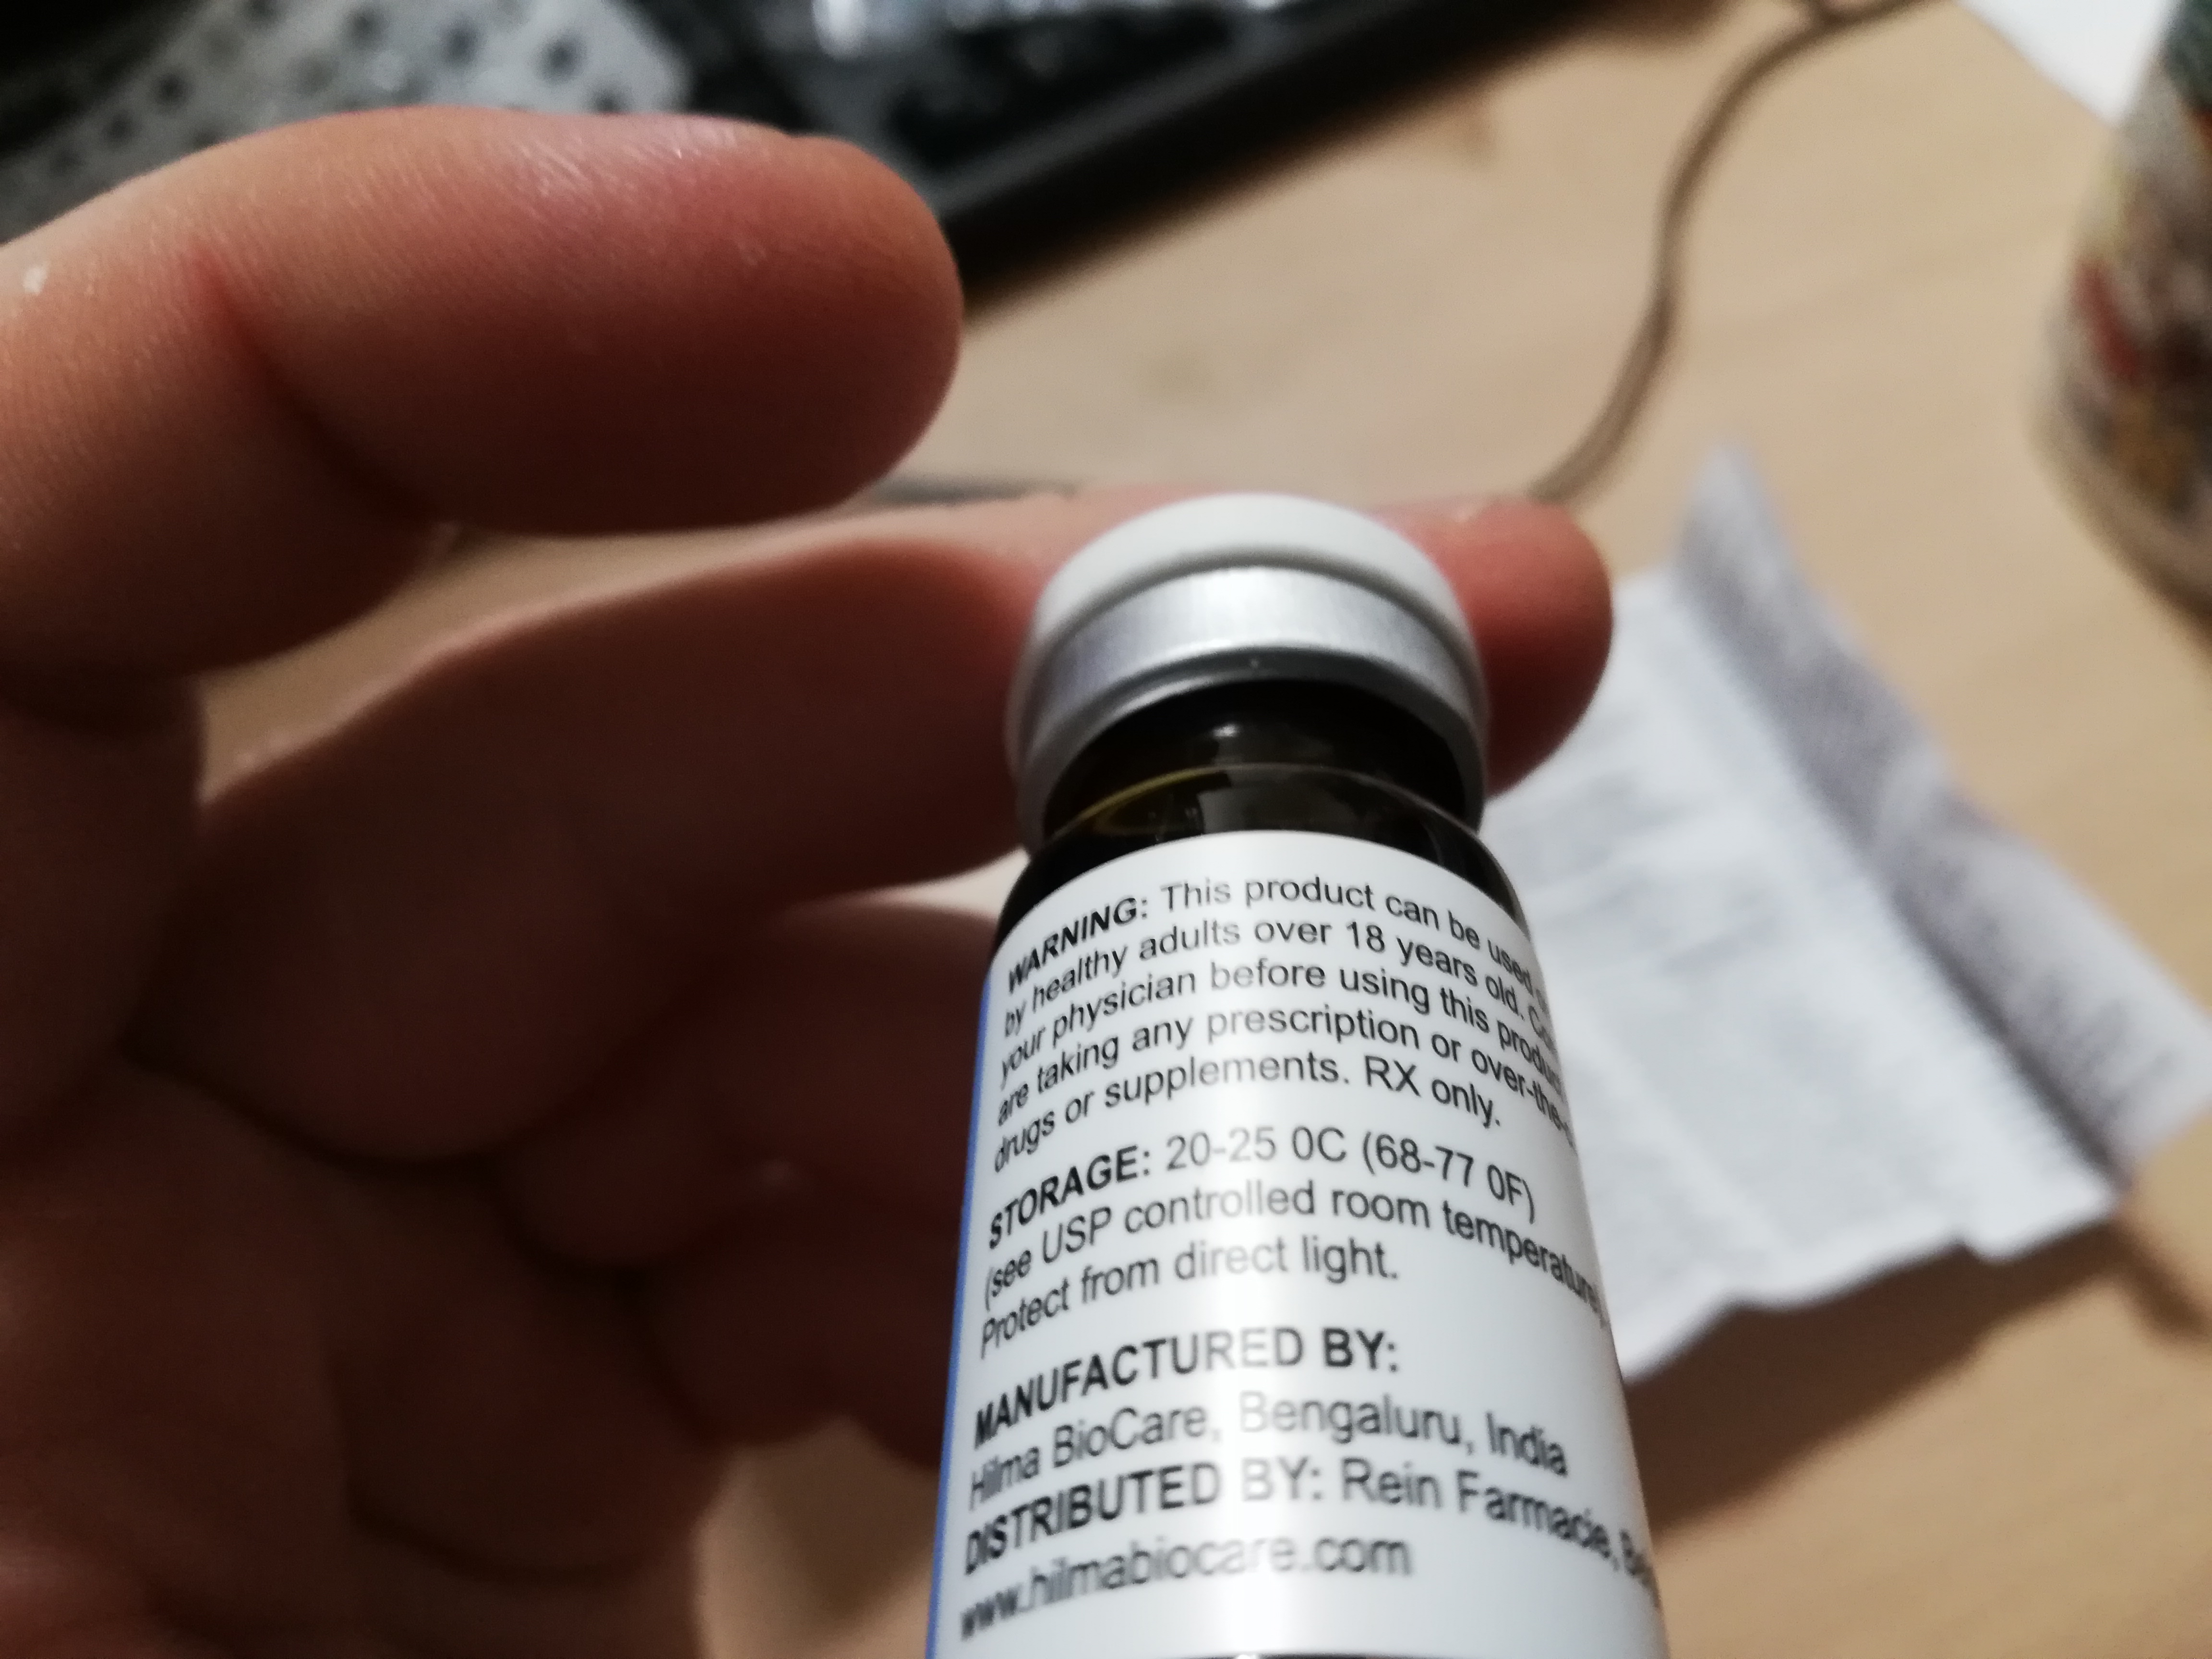 WARNING: This product can be used
by healthy adults over 18 years old.
your physician before using this
are taking any prescription or
drugs or supplements. RX only.
STORAGE: 20-25 0C (68-77 0F)
(see USP controlled room temperature)
Protect from direct light.
MANUFACTURED BY:
Hilma BioCare, Bengaluru, India
DISTRIBUTED BY: Rein Farmacie,
www.hilmabiocare.com